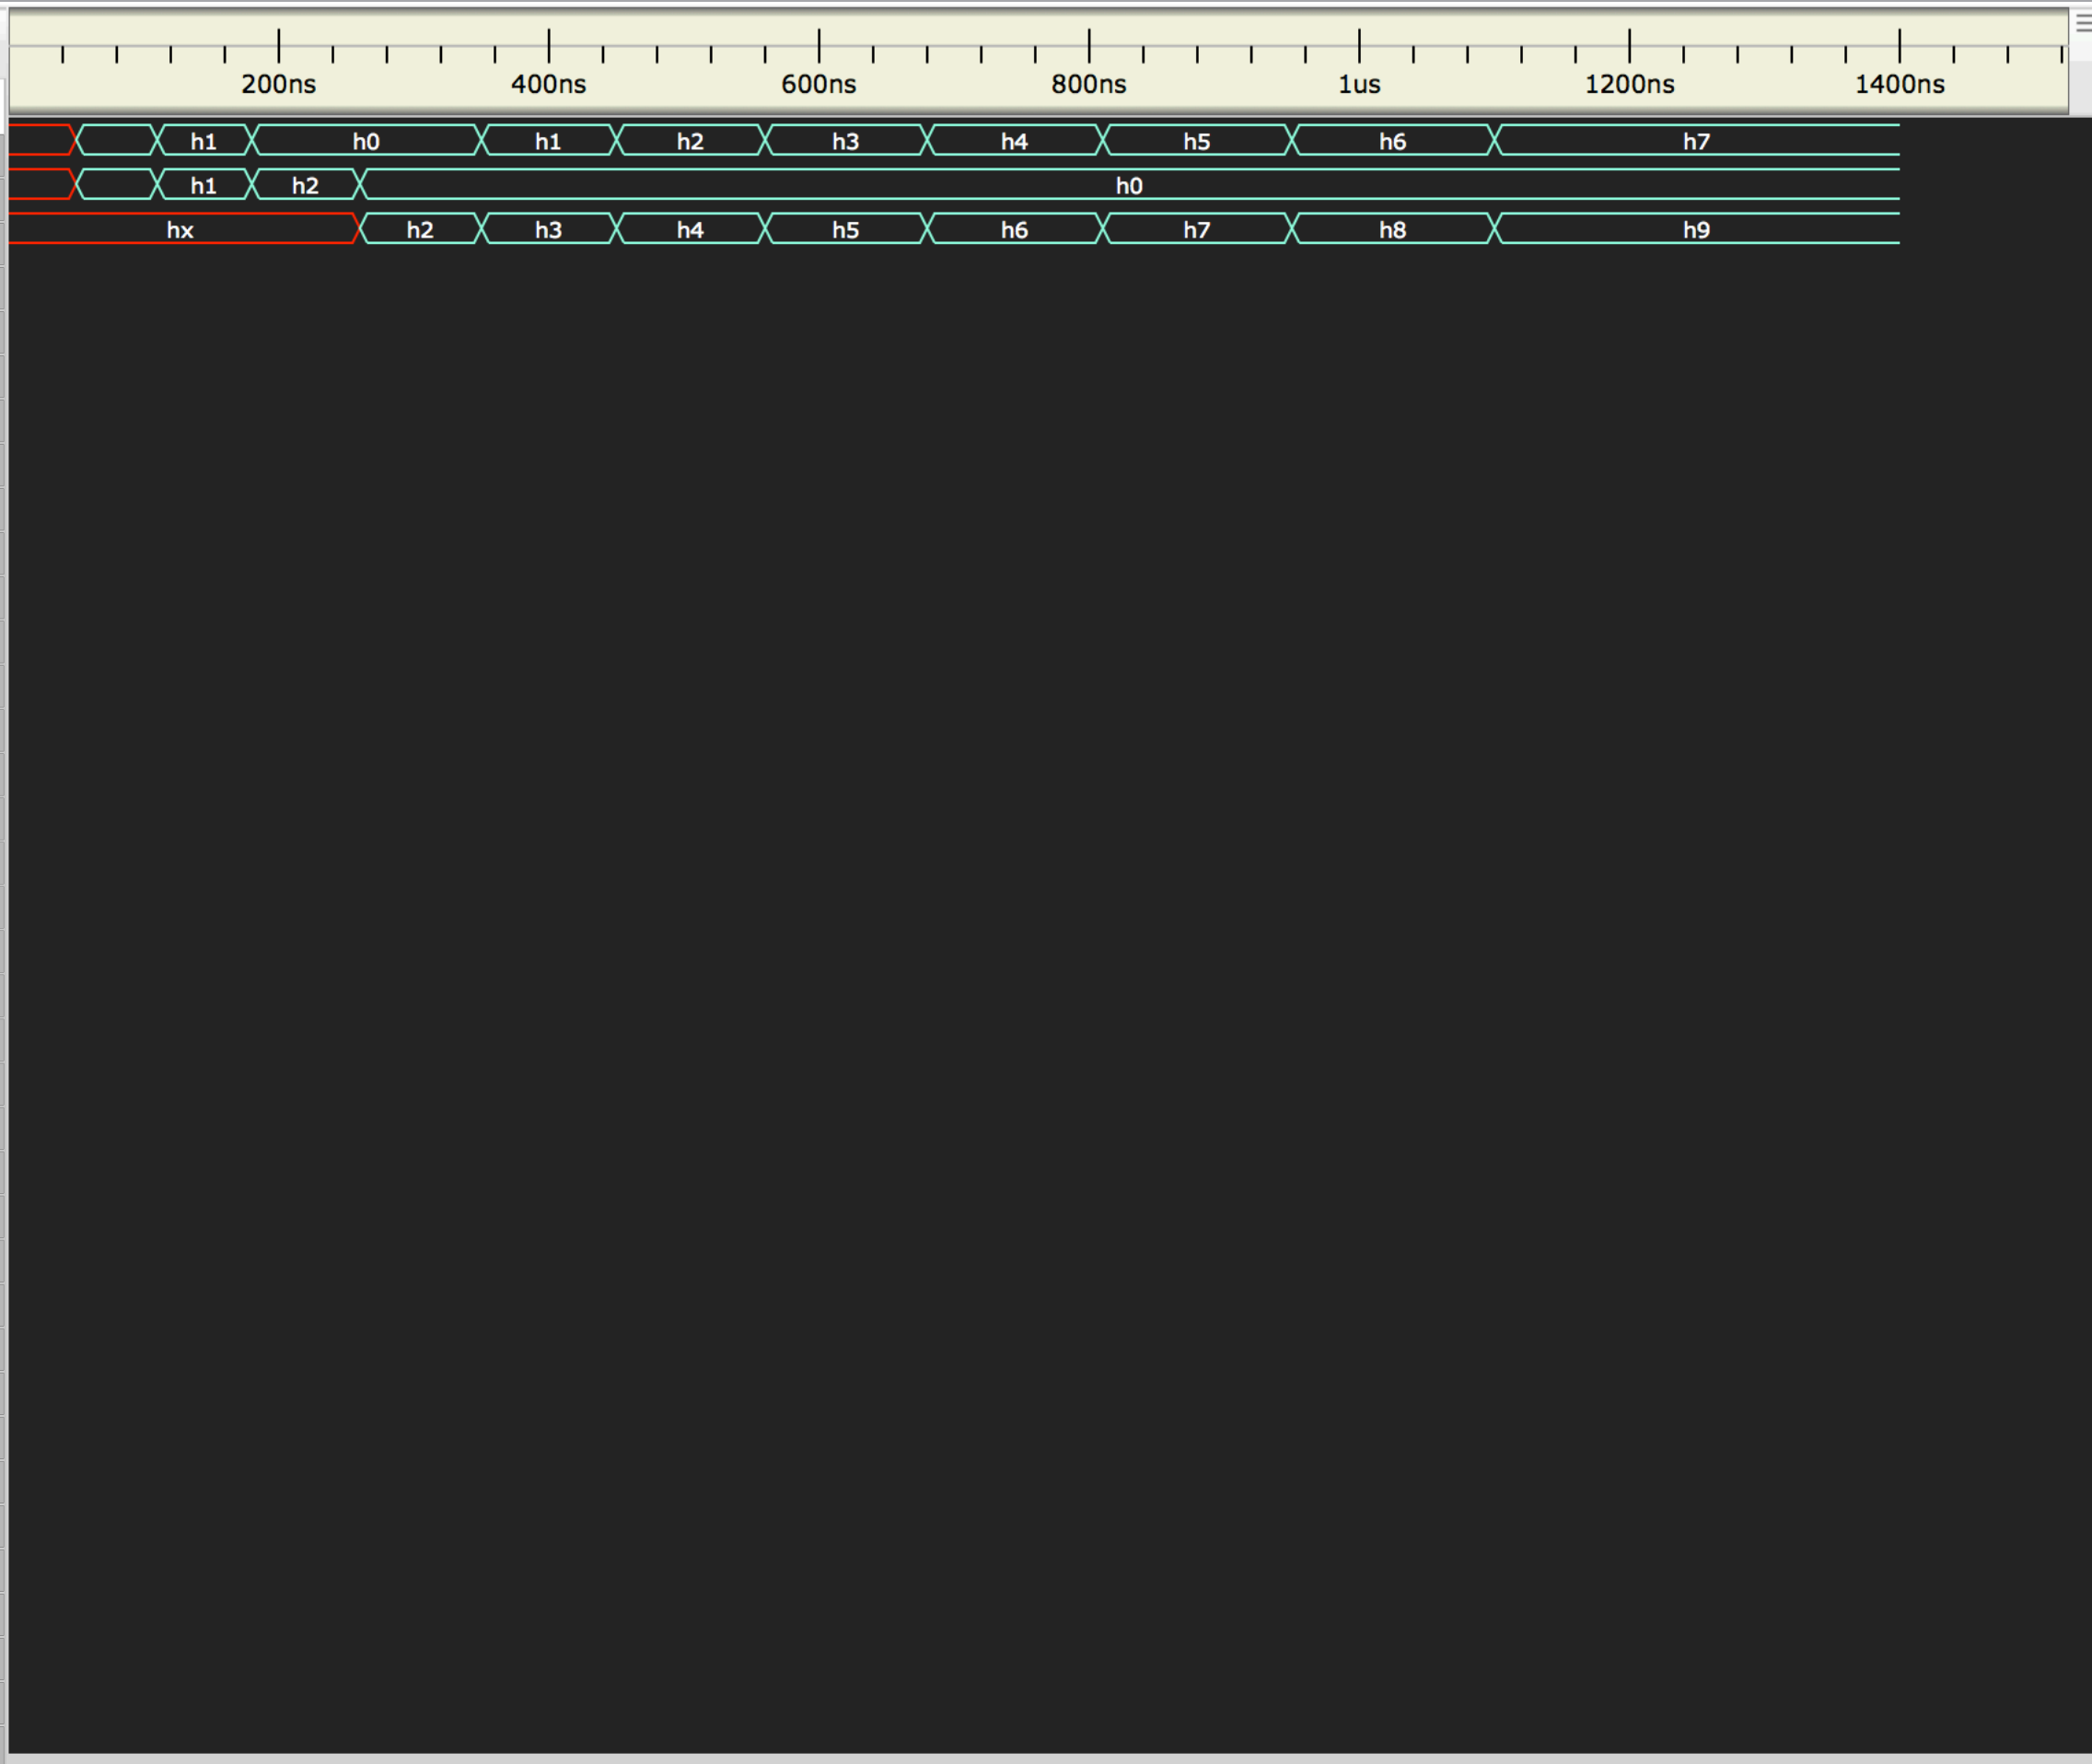 200ns 400ns 600ns 800ns 1us 1200ns 1400ns
h1 h0 h1 h2 h3 h4 h5 h6 h7
h1 h2 h0
hx h2 h3 h4 h5 h6 h7 h8 h9